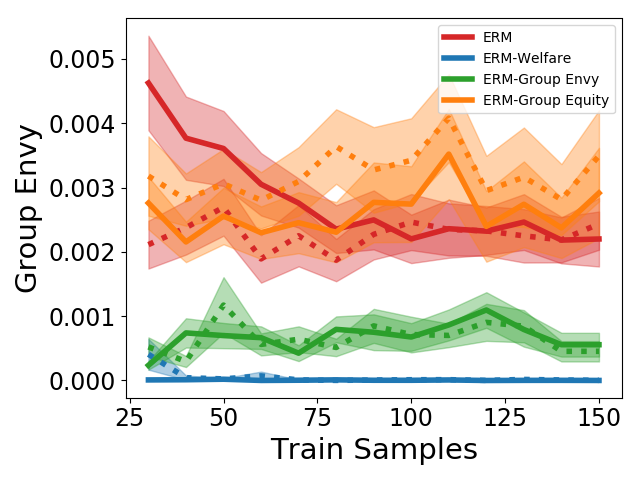 ERM
ERM-Welfare
ERM-Group Envy
ERM-Group Equity
Group Envy
0.005
0.004
0.003
0.002
0.001
0.000
25 50 75 100 125 150
Train Samples